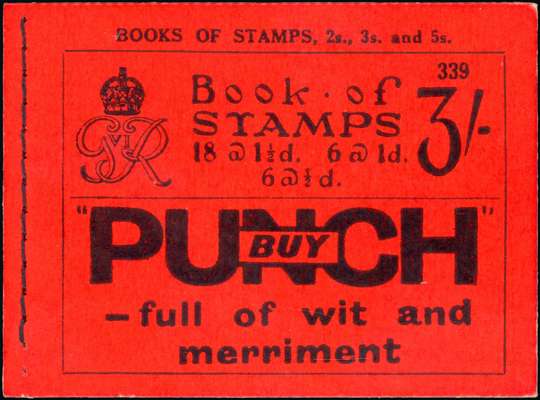 BOOKS OF STAMPS, 2s., 3s. and 5s.
339
GVIR
Book · of
STAMPS
3/-
18 @ 1½d. 6 @ 1d.
6 @ ½d.
"PUNCH"
BUY
—full of wit and
merriment